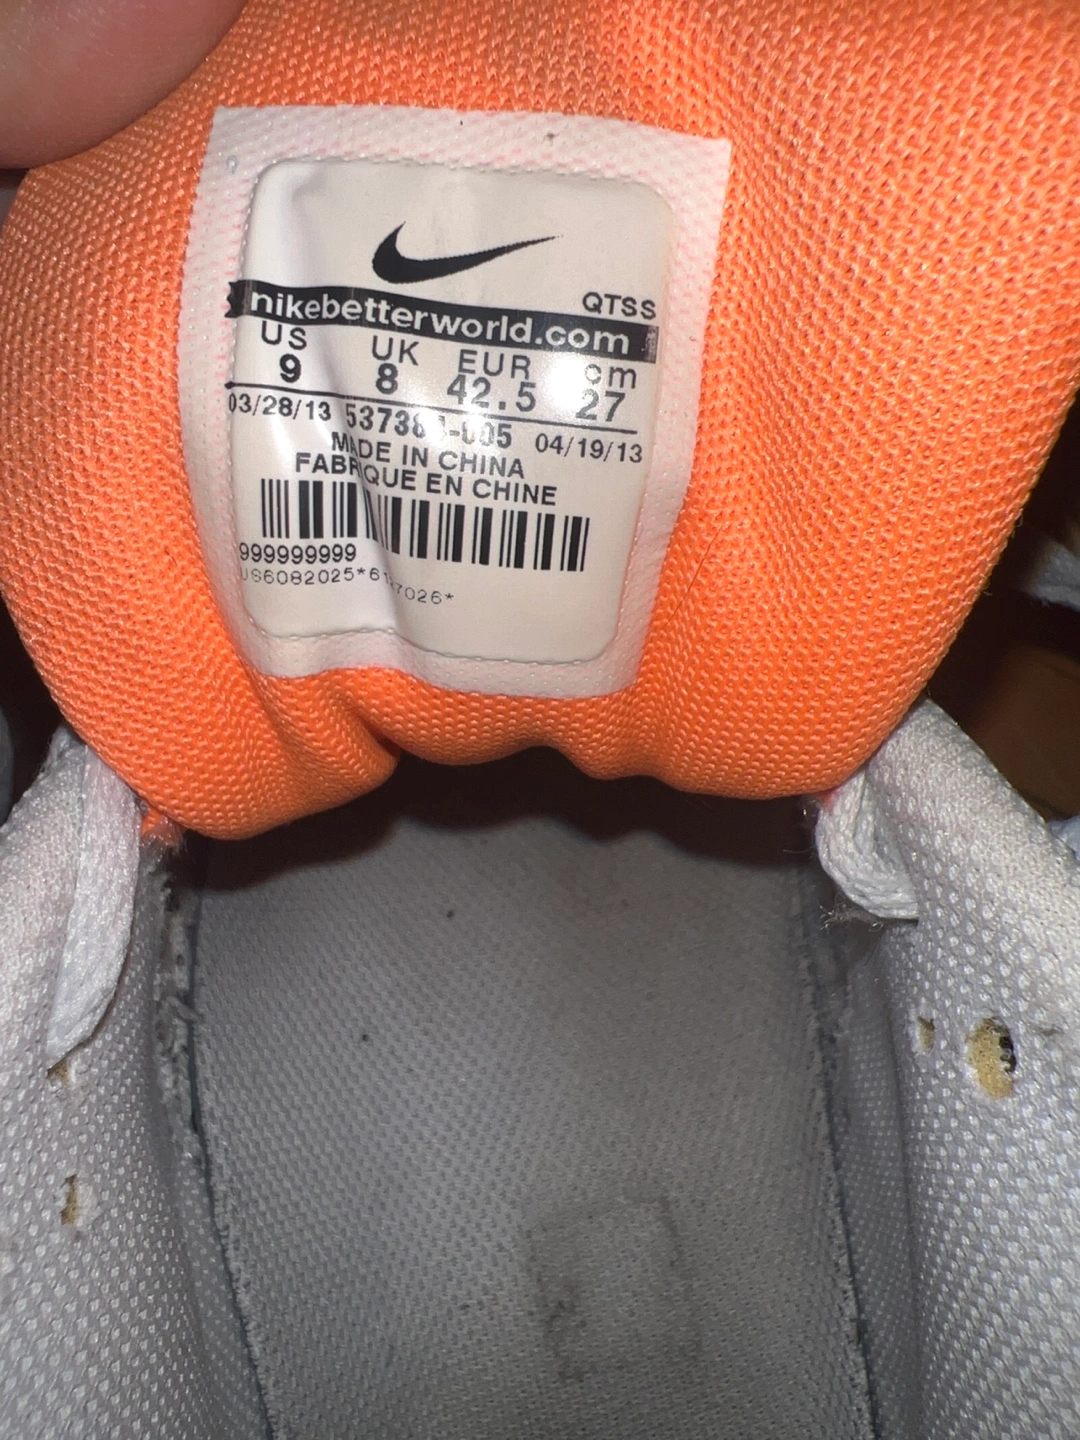 QTSS
nikebetterworld.com
US UK EUR cm
9 8 42.5 27
03/28/13 04/19/13
MADE IN CHINA
FABRIQUE EN CHINE
999999999